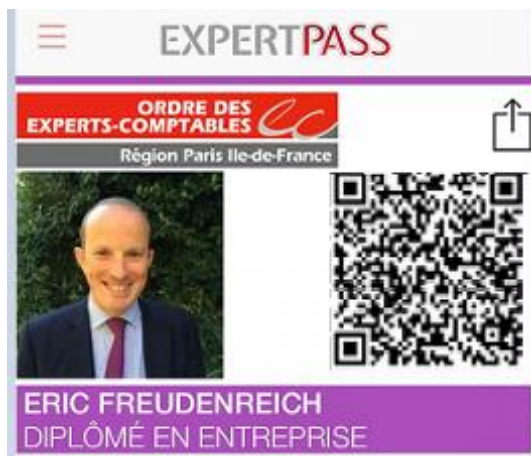 EXPERTPASS
ORDRE DES
EXPERTS-COMPTABLES
Région Paris Ile-de-France
ERIC FREUDENREICH
DIPLÔMÉ EN ENTREPRISE